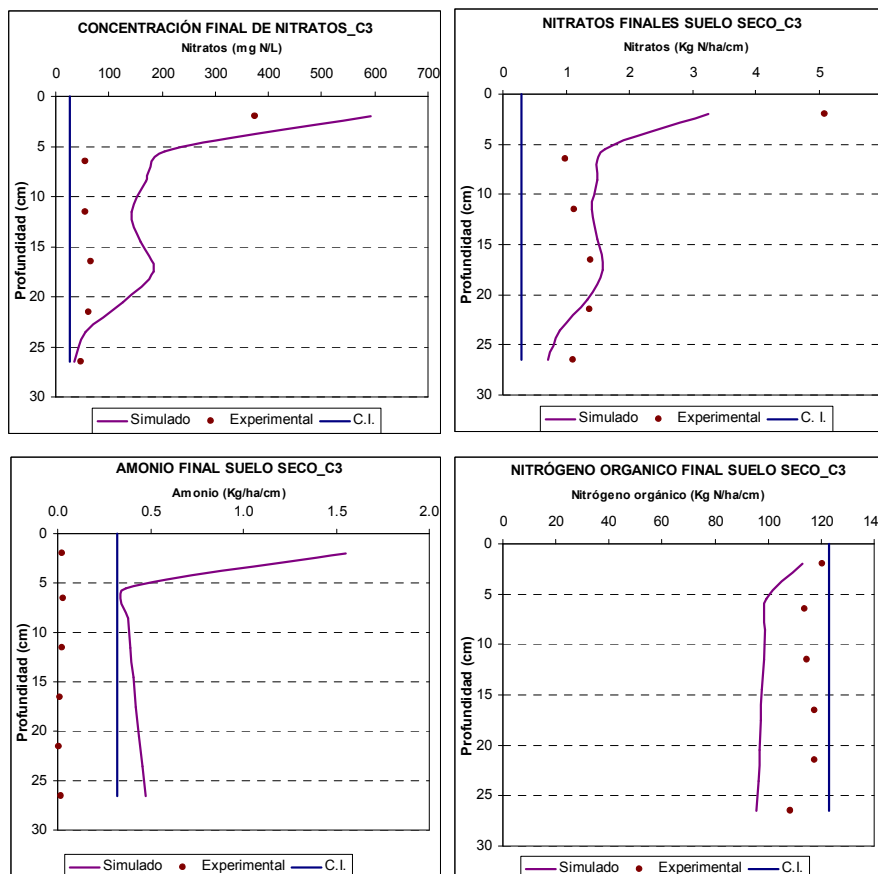 CONCENTRACIÓN FINAL DE NITRATOS_C3
Nitratos (mg N/L)
0 100 200 300 400 500 600 700
0
5
10
15
20
25
30
Profundidad (cm)
Simulado Experimental C.I.
NITRATOS FINALES SUELO SECO_C3
Nitratos (Kg N/ha/cm)
0 1 2 3 4 5
0
5
10
15
20
25
30
Profundidad (cm)
Simulado Experimental C. I.
AMONIO FINAL SUELO SECO_C3
Amonio (Kg/ha/cm)
0.0 0.5 1.0 1.5 2.0
0
5
10
15
20
25
30
Profundidad (cm)
Simulado Experimental C.I.
NITRÓGENO ORGANICO FINAL SUELO SECO_C3
Nitrógeno orgánico (Kg N/ha/cm)
0 20 40 60 80 100 120 14
0
5
10
15
20
25
30
Profundidad (cm)
Simulado Experimental C.I.